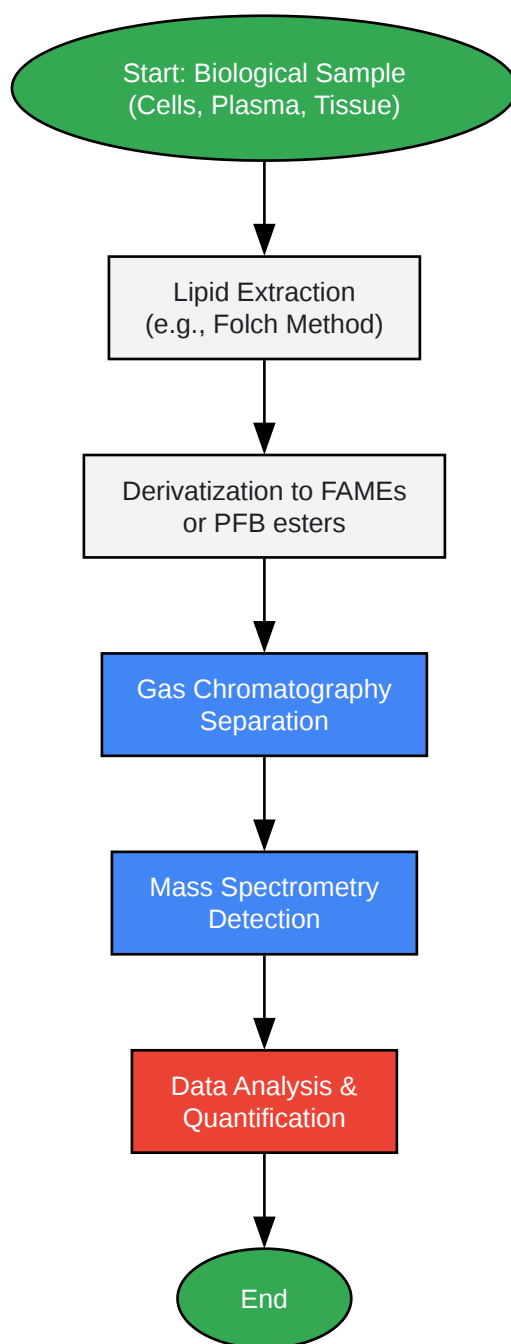 Start: Biological Sample
(Cells, Plasma, Tissue)
Lipid Extraction
(e.g., Folch Method)
Derivatization to FAMEs
or PFB esters
Gas Chromatography
Separation
Mass Spectrometry
Detection
Data Analysis &
Quantification
End